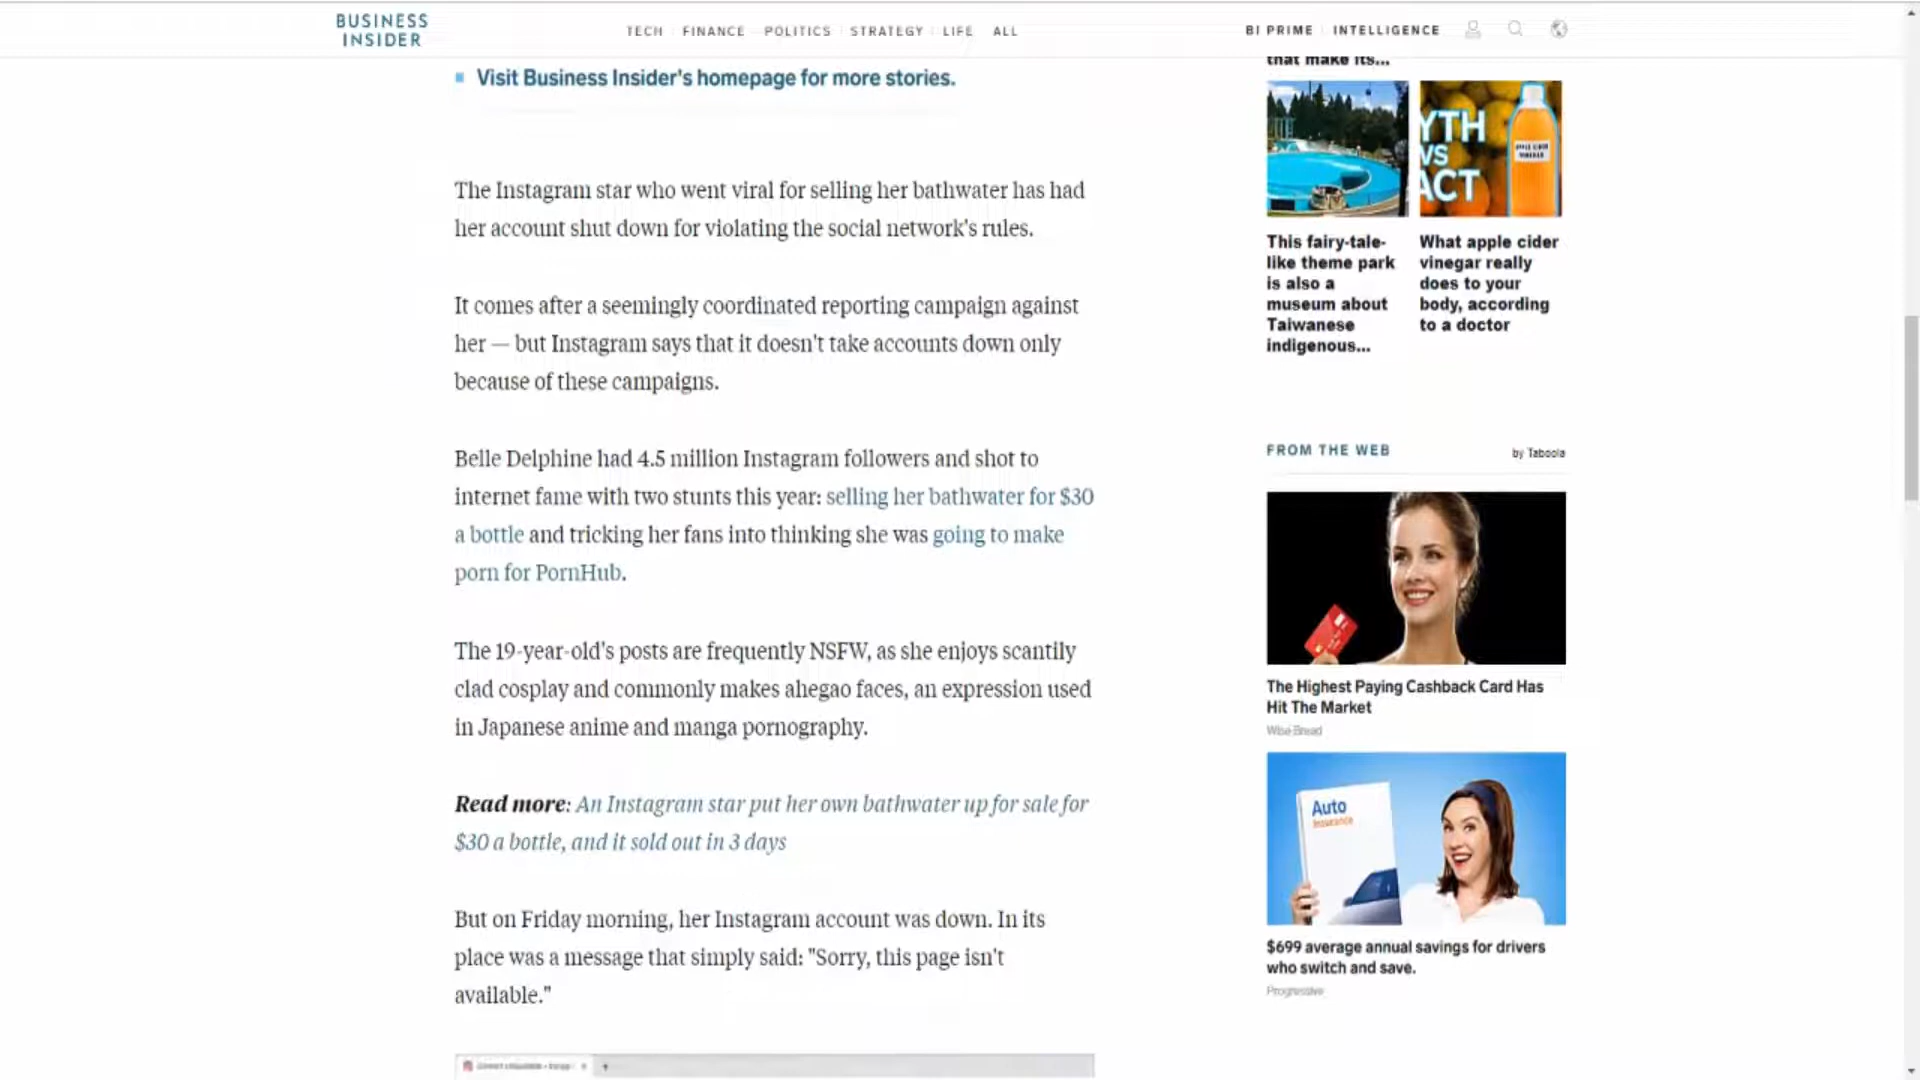 BUSINESS
INSIDER
TECH FINANCE POLITICS STRATEGY LIFE ALL
BI PRIME INTELLIGENCE
Visit Business Insider's homepage for more stories.
The Instagram star who went viral for selling her bathwater has had
her account shut down for violating the social network's rules.
It comes after a seemingly coordinated reporting campaign against
her — but Instagram says that it doesn't take accounts down only
because of these campaigns.
Belle Delphine had 4.5 million Instagram followers and shot to
internet fame with two stunts this year: selling her bathwater for $30
a bottle and tricking her fans into thinking she was going to make
porn for PornHub.
The 19-year-old's posts are frequently NSFW, as she enjoys scantily
clad cosplay and commonly makes ahegao faces, an expression used
in Japanese anime and manga pornography.
Read more: An Instagram star put her own bathwater up for sale for
$30 a bottle, and it sold out in 3 days
But on Friday morning, her Instagram account was down. In its
place was a message that simply said: "Sorry, this page isn't
available."
that make its...
YTH
VS
ACT
APPLE CIDER
VINEGAR
This fairy-tale-
like theme park
is also a
museum about
Taiwanese
indigenous...
What apple cider
vinegar really
does to your
body, according
to a doctor
FROM THE WEB
by Taboola
The Highest Paying Cashback Card Has
Hit The Market
Wise Bread
Auto
Insurance
$699 average annual savings for drivers
who switch and save.
Progressive